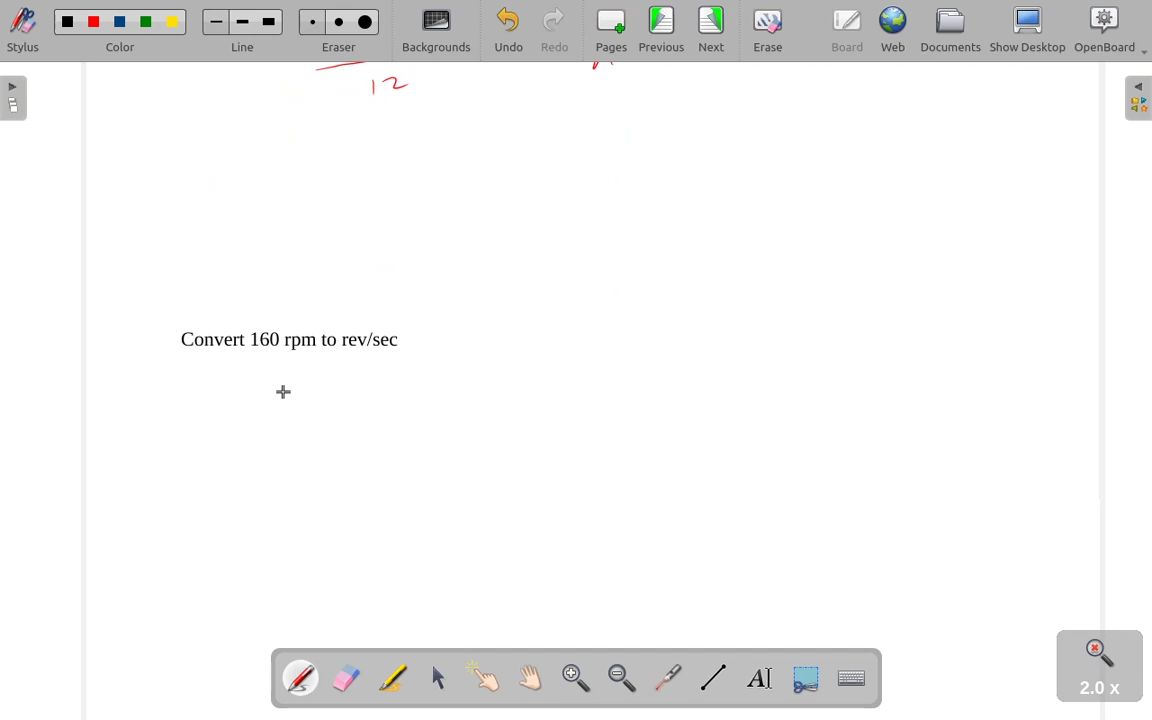 Stylus Color Line Eraser Backgrounds Undo Redo Pages Previous Next Erase Board Web Documents Show Desktop OpenBoard
12
Convert 160 rpm to rev/sec
2.0 x